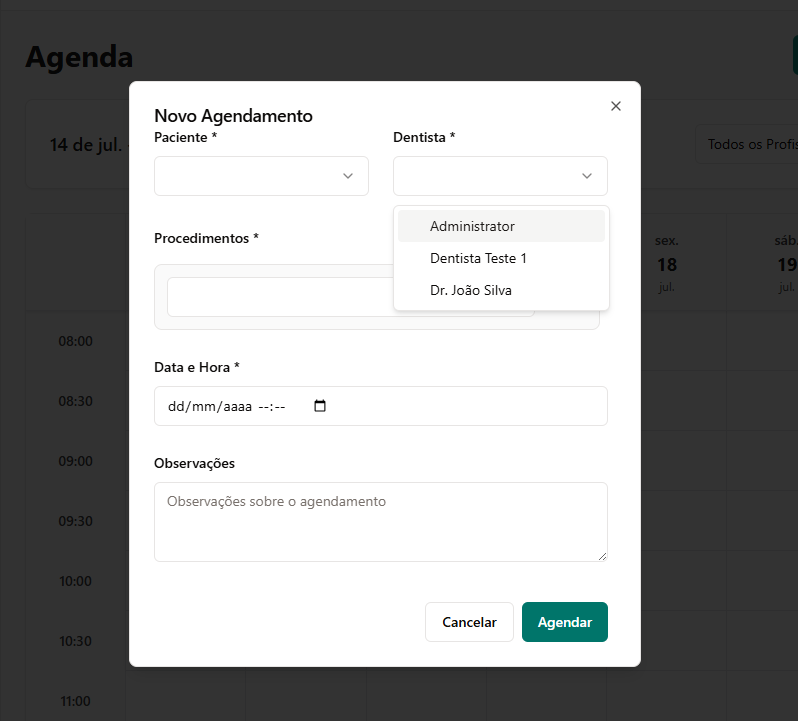 Agenda
14 de jul. -
Todos os Profis
Novo Agendamento
Paciente *
Dentista *
Administrator
Dentista Teste 1
Dr. João Silva
Procedimentos *
sex.
18
jul.
sáb.
19
jul.
Data e Hora *
dd/mm/aaaa --:--
Observações
Observações sobre o agendamento
Cancelar
Agendar
08:00
08:30
09:00
09:30
10:00
10:30
11:00